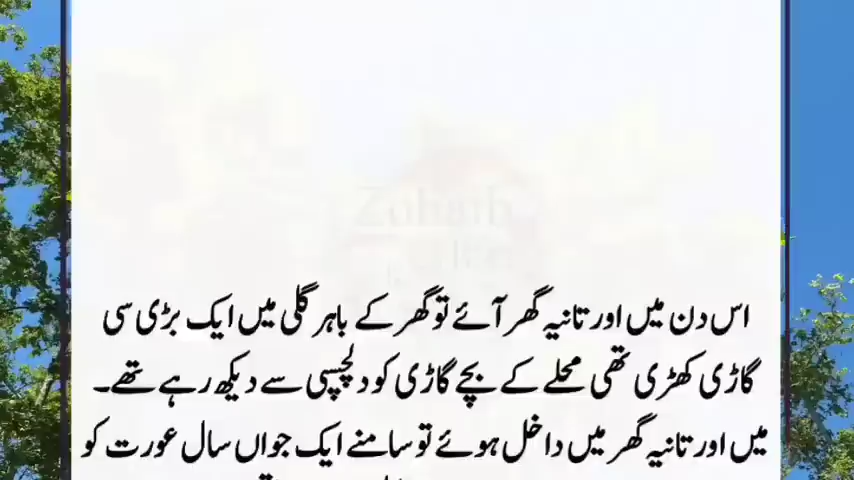 Zohaib
اس دن میں اور تانیہ گھر آئے تو گھر کے باہر گلی میں ایک بڑی سی
گاڑی کھڑی تھی محلے کے بچے گاڑی کو دلچسپی سے دیکھ رہے تھے۔
میں اور تانیہ گھر میں داخل ہوئے تو سامنے ایک جواں سال عورت کو